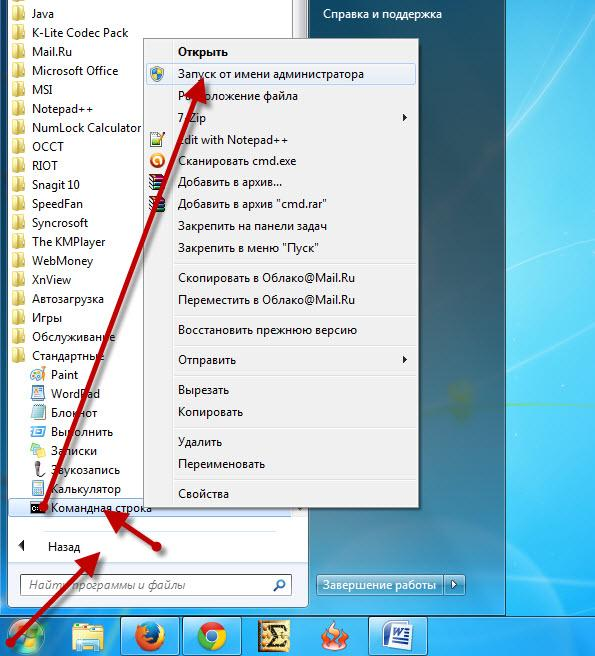 Java
K-Lite Codec Pack
Mail.Ru
Microsoft Office
MSI
Notepad++
NumLock Calculator
OCCT
RIOT
Snagit 10
SpeedFan
Syncrosoft
The KMPlayer
WebMoney
XnView
Автозагрузка
Игры
Обслуживание
Стандартные
Paint
WordPad
Блокнот
Выполнить
Записки
Звукозапись
Калькулятор
Командная строка
Назад
Найти программы и файлы
Справка и поддержка
Завершение работы
Открыть
Запуск от имени администратора
Расположение файла
7-Zip
Edit with Notepad++
Сканировать cmd.exe
Добавить в архив...
Добавить в архив "cmd.rar"
Закрепить на панели задач
Закрепить в меню "Пуск"
Скопировать в Облако@Mail.Ru
Переместить в Облако@Mail.Ru
Восстановить прежнюю версию
Отправить
Вырезать
Копировать
Удалить
Переименовать
Свойства